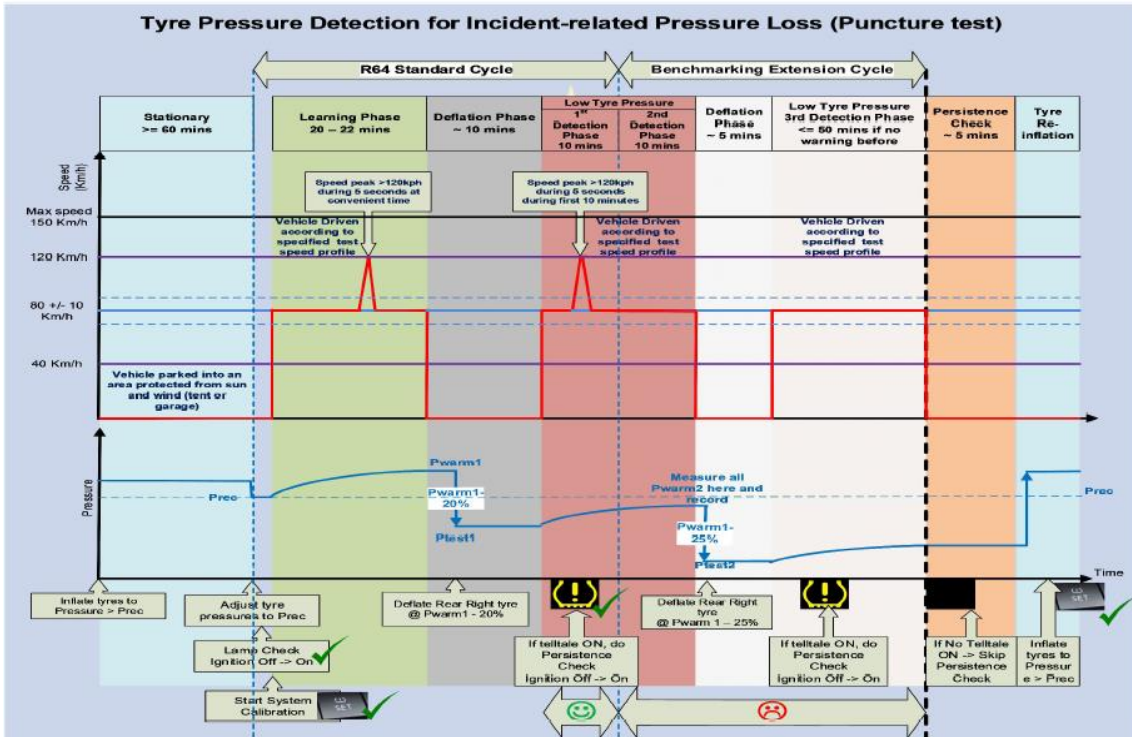 Tyre Pressure Detection for Incident-related Pressure Loss (Puncture test)
R64 Standard Cycle
Benchmarking Extension Cycle
Stationary
>= 60 mins
Learning Phase
20 – 22 mins
Deflation Phase
~ 10 mins
Low Tyre Pressure
1st
Detection
Phase
10 mins
2nd
Detection
Phase
10 mins
Deflation
Phase
~ 5 mins
Low Tyre Pressure
3rd Detection Phase
<= 50 mins if no
warning before
Persistence
Check
~ 5 mins
Tyre
Re-
inflation
Speed
(Km/h)
Speed peak >120kph
during 5 seconds at
convenient time
Speed peak >120kph
during 5 seconds
during first 10 minutes
Max speed
150 Km/h
Vehicle Driven
according to
specified test
speed profile
Vehicle Driven
according to
specified test
speed profile
Vehicle Driven
according to
specified test
speed profile
120 Km/h
80 +/- 10
Km/h
40 Km/h
Vehicle parked into an
area protected from sun
and wind (tent or
garage)
Pressure
Prec
Pwarm1
Pwarm1-
20%
Ptest1
Measure all
Pwarm2 here and
record
Pwarm1-
25%
Ptest2
Prec
Time
Inflate tyres to
Pressure > Prec
Adjust tyre
pressures to Prec
Lamp Check
Ignition Off -> On
Start System
Calibration
SET
Deflate Rear Right tyre
@ Pwarm1 - 20%
If telltale ON, do
Persistence
Check
Ignition Off -> On
Deflate Rear Right
tyre
@ Pwarm 1 – 25%
If telltale ON, do
Persistence
Check
Ignition Off -> On
If No Telltale
ON -> Skip
Persistence
Check
Inflate
tyres to
Pressur
e > Prec
SET